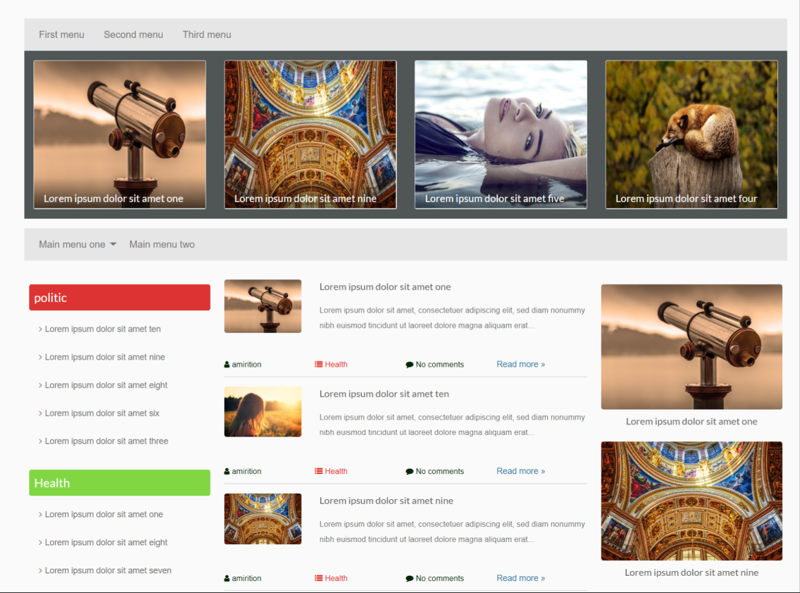 First menu Second menu Third menu
Lorem ipsum dolor sit amet one
Lorem ipsum dolor sit amet nine
Lorem ipsum dolor sit amet five
Lorem ipsum dolor sit amet four
Main menu one Main menu two
politic
Lorem ipsum dolor sit amet ten
Lorem ipsum dolor sit amet nine
Lorem ipsum dolor sit amet eight
Lorem ipsum dolor sit amet six
Lorem ipsum dolor sit amet three
Health
Lorem ipsum dolor sit amet one
Lorem ipsum dolor sit amet eight
Lorem ipsum dolor sit amet seven
Lorem ipsum dolor sit amet one
Lorem ipsum dolor sit amet, consectetuer adipiscing elit, sed diam nonummy
nibh euismod tincidunt ut laoreet dolore magna aliquam erat...
amirition Health No comments Read more »
Lorem ipsum dolor sit amet ten
Lorem ipsum dolor sit amet, consectetuer adipiscing elit, sed diam nonummy
nibh euismod tincidunt ut laoreet dolore magna aliquam erat...
amirition Health No comments Read more »
Lorem ipsum dolor sit amet nine
Lorem ipsum dolor sit amet, consectetuer adipiscing elit, sed diam nonummy
nibh euismod tincidunt ut laoreet dolore magna aliquam erat...
amirition Health No comments Read more »
Lorem ipsum dolor sit amet one
Lorem ipsum dolor sit amet nine